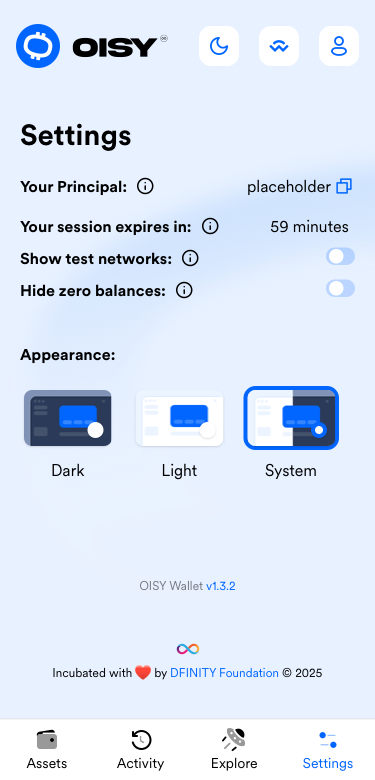 OISY
Settings
Your Principal: placeholder
Your session expires in: 59 minutes
Show test networks:
Hide zero balances:
Appearance:
Dark Light System
OISY Wallet v1.3.2
Incubated with ❤️ by DFINITY Foundation © 2025
Assets Activity Explore Settings